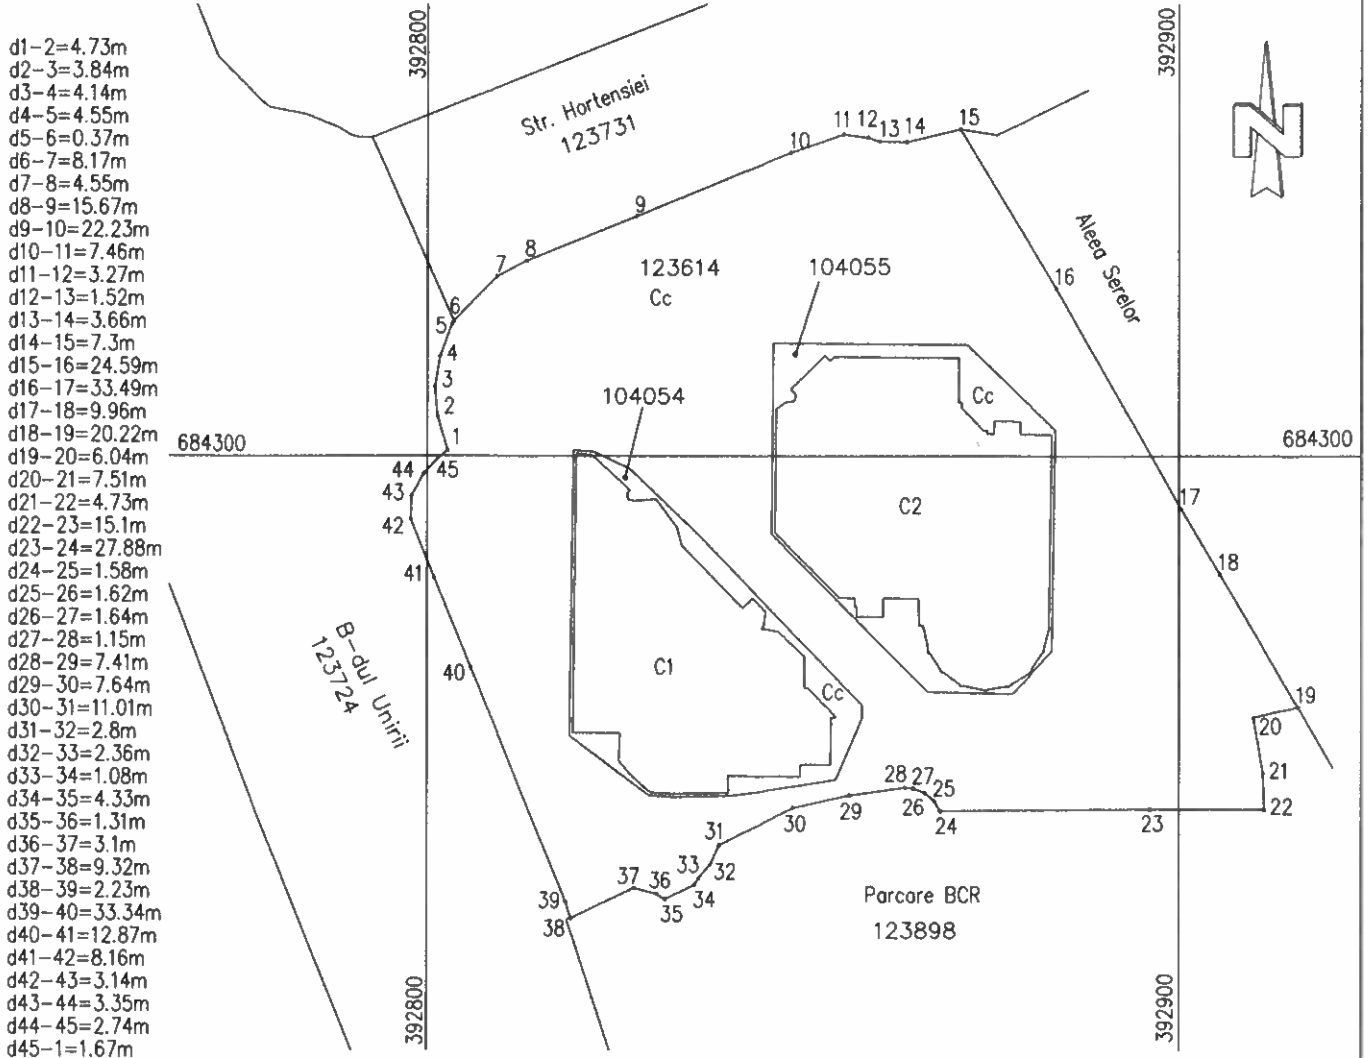 d1-2=4.73m
d2-3=3.84m
d3-4=4.14m
d4-5=4.55m
d5-6=0.37m
d6-7=8.17m
d7-8=4.55m
d8-9=15.67m
d9-10=22.23m
d10-11=7.46m
d11-12=3.27m
d12-13=1.52m
d13-14=3.66m
d14-15=7.3m
d15-16=24.59m
d16-17=33.49m
d17-18=9.96m
d18-19=20.22m
d19-20=6.04m
d20-21=7.51m
d21-22=4.73m
d22-23=15.1m
d23-24=27.88m
d24-25=1.58m
d25-26=1.62m
d26-27=1.64m
d27-28=1.15m
d28-29=7.41m
d29-30=7.64m
d30-31=11.01m
d31-32=2.8m
d32-33=2.36m
d33-34=1.08m
d34-35=4.33m
d35-36=1.31m
d36-37=3.1m
d37-38=9.32m
d38-39=2.23m
d39-40=33.34m
d40-41=12.87m
d41-42=8.16m
d42-43=3.14m
d43-44=3.35m
d44-45=2.74m
d45-1=1.67m
392800
392900
N
Str. Hortensiei
123731
11
12
13
14
15
10
9
8
7
6
5
4
3
2
1
123614
Cc
104055
Aleea Serelor
16
104054
Cc
684300
684300
44
45
43
42
41
40
C2
17
18
B-dul Unirii
123724
C1
Cc
19
20
21
22
23
28
27
25
26
24
29
30
31
33
32
34
37
36
35
39
38
Parcare BCR
123898
392800
392900